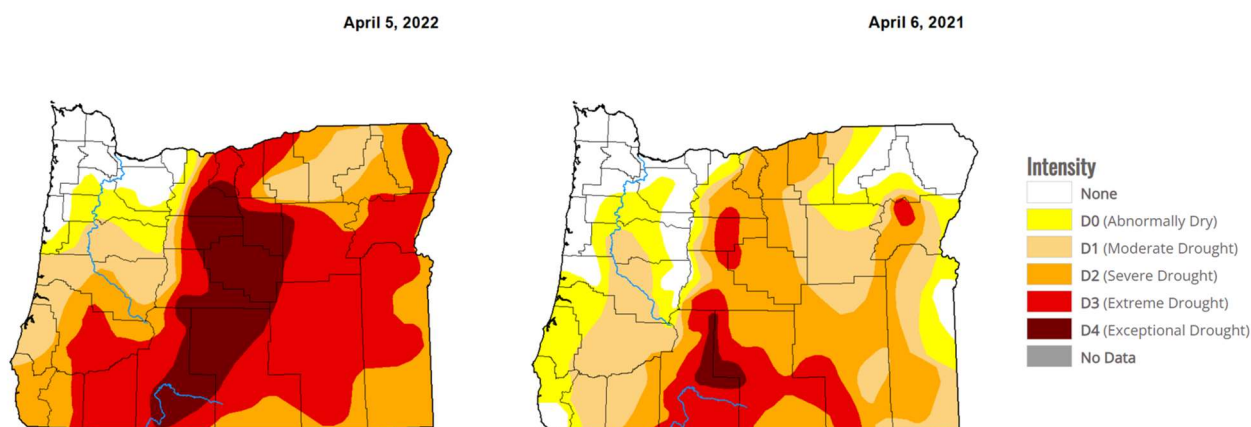 April 5, 2022
April 6, 2021
Intensity
None
D0 (Abnormally Dry)
D1 (Moderate Drought)
D2 (Severe Drought)
D3 (Extreme Drought)
D4 (Exceptional Drought)
No Data